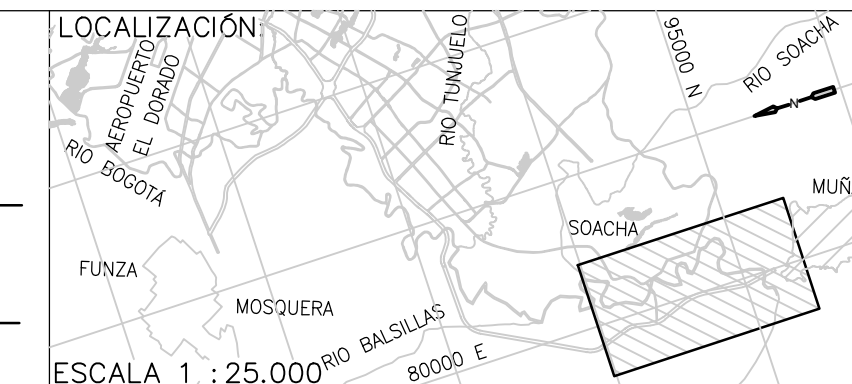 LOCALIZACIÓN:
AEROPUERTO
EL DORADO
RIO BOGOTÁ
RIO TUNJUELO
95000 N
RIO SOACHA
N
MUÑ
SOACHA
FUNZA
MOSQUERA
RIO BALSILLAS
80000 E
ESCALA 1 : 25.000